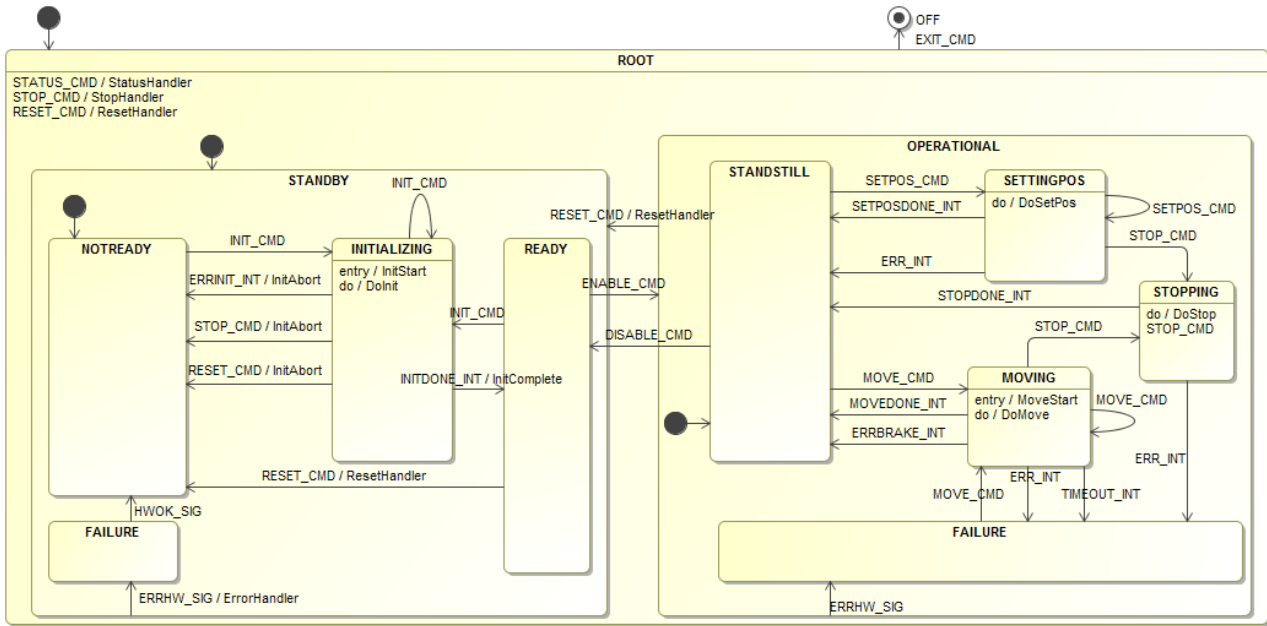 OFF
EXIT_CMD
ROOT
STATUS_CMD / StatusHandler
STOP_CMD / StopHandler
RESET_CMD / ResetHandler
OPERATIONAL
STANDBY
INIT_CMD
STANDSTILL
SETTINGPOS
do / DoSetPos
SETPOS_CMD
SETPOSDONE_INT
SETPOS_CMD
RESET_CMD / ResetHandler
STOP_CMD
NOTREADY
INIT_CMD
INITIALIZING
entry / InitStart
do / DoInit
READY
ERR_INT
ERRINIT_INT / InitAbort
ENABLE_CMD
STOPDONE_INT
STOPPING
do / DoStop
STOP_CMD
INIT_CMD
STOP_CMD / InitAbort
DISABLE_CMD
STOP_CMD
RESET_CMD / InitAbort
INITDONE_INT / InitComplete
MOVE_CMD
MOVING
entry / MoveStart
do / DoMove
MOVE_CMD
MOVEDONE_INT
ERRBRAKE_INT
ERR_INT
RESET_CMD / ResetHandler
ERR_INT
MOVE_CMD
TIMEOUT_INT
HWOK_SIG
FAILURE
FAILURE
ERRHW_SIG / ErrorHandler
ERRHW_SIG